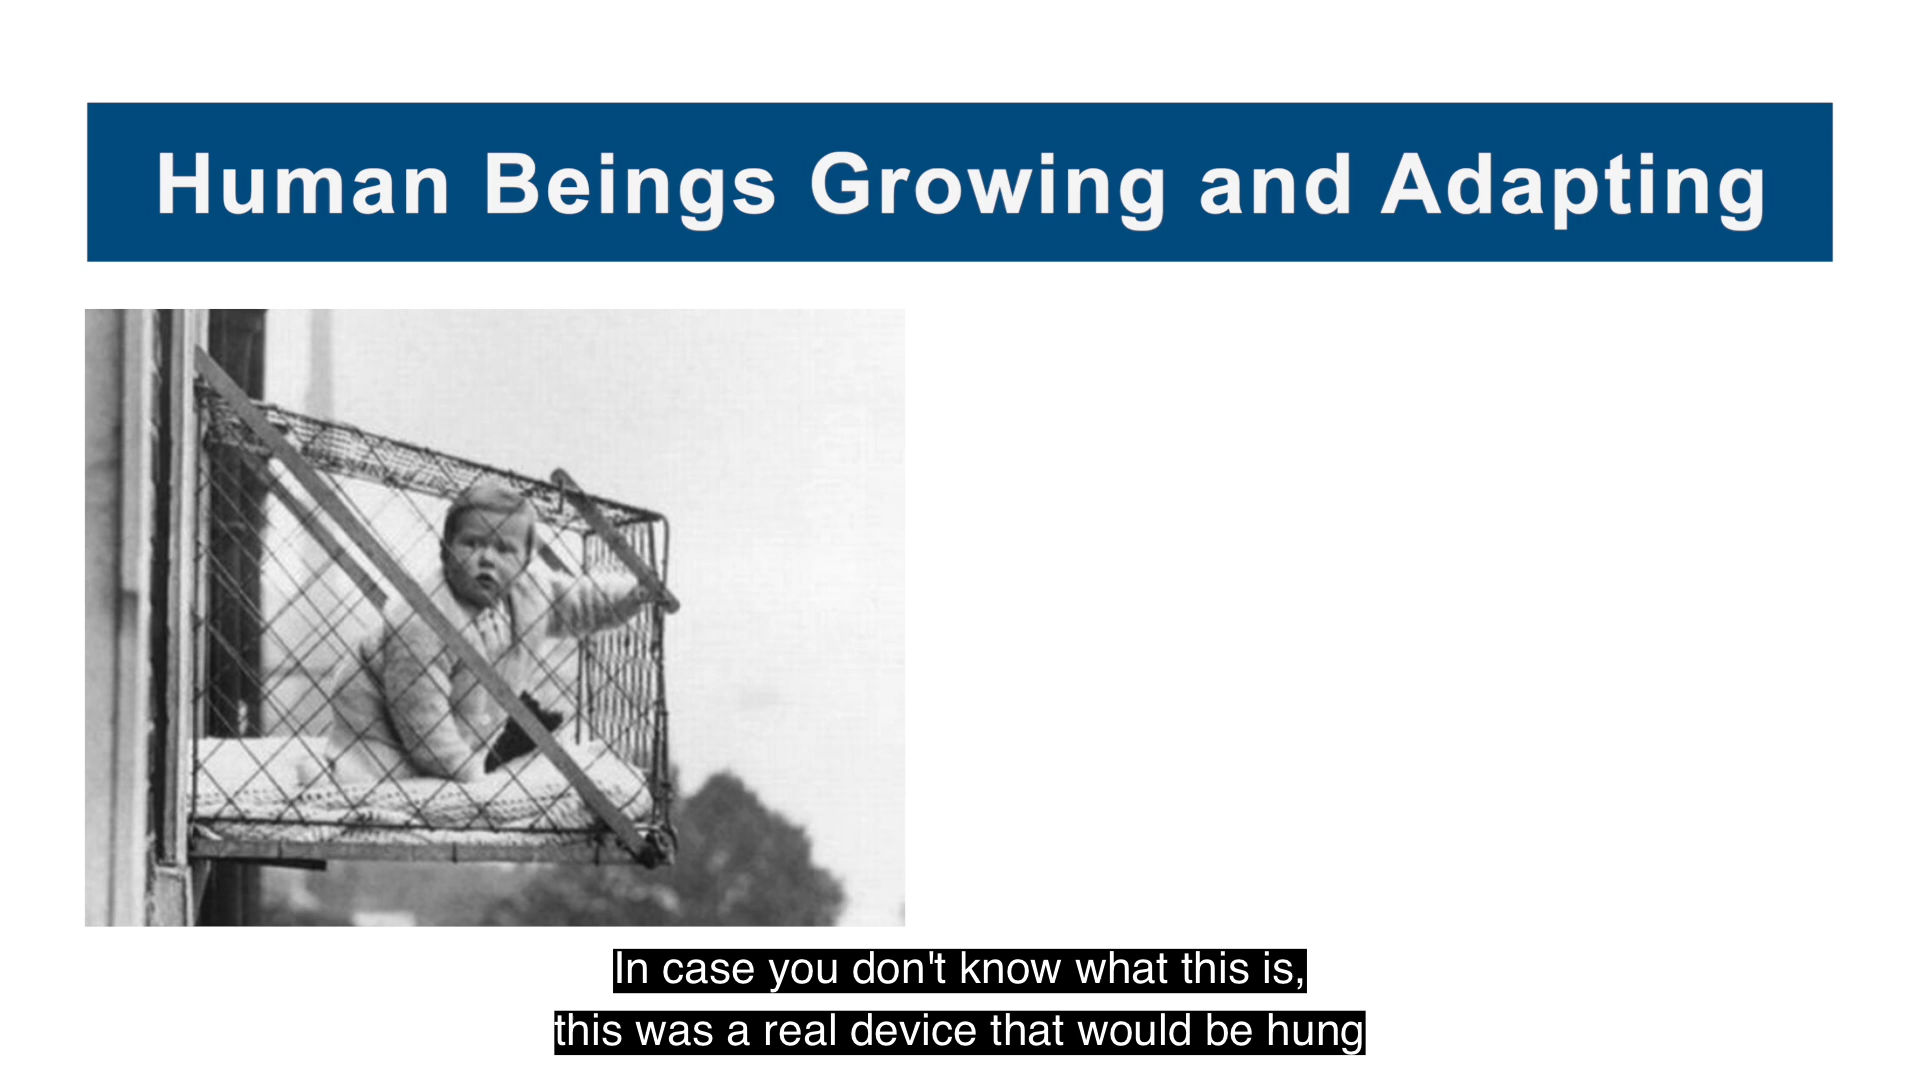 Human Beings Growing and Adapting
In case you don't know what this is,
this was a real device that would be hung